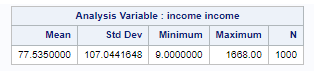 Analysis Variable : income income
Mean Std Dev Minimum Maximum N
77.5350000 107.0441648 9.0000000 1668.00 1000